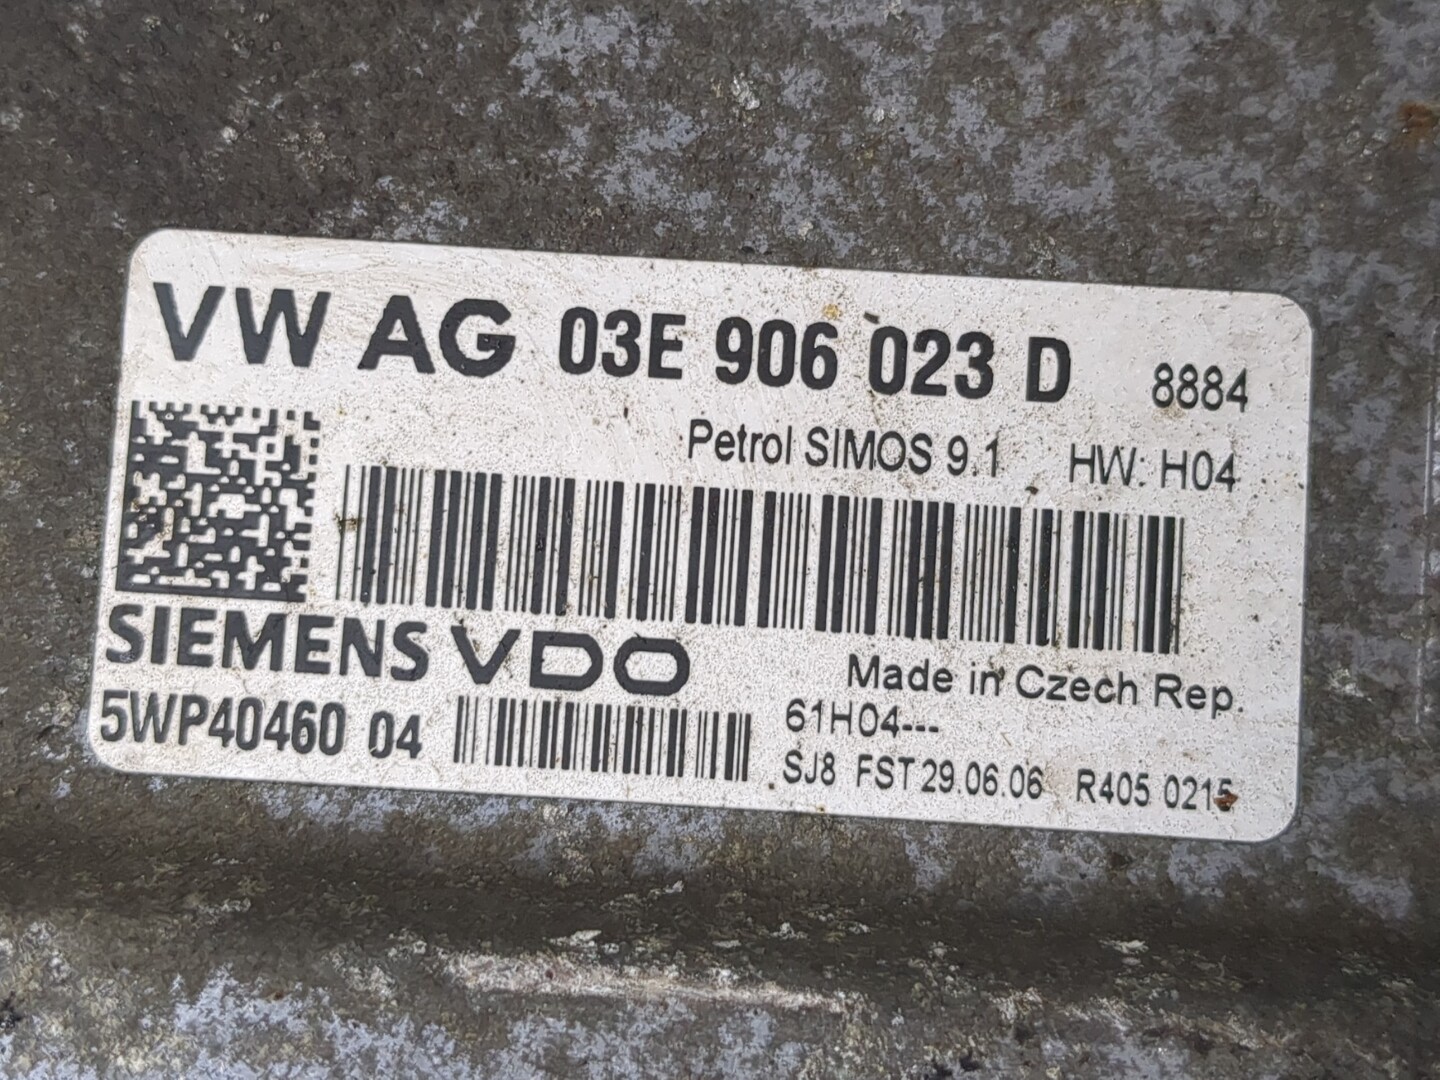 VW AG 03E 906 023 D 8884
Petrol SIMOS 9.1 HW: H04
SIEMENS VDO
Made in Czech Rep.
5WP40460 04
61H04---
SJ8 FST 29.06.06 R405 0215